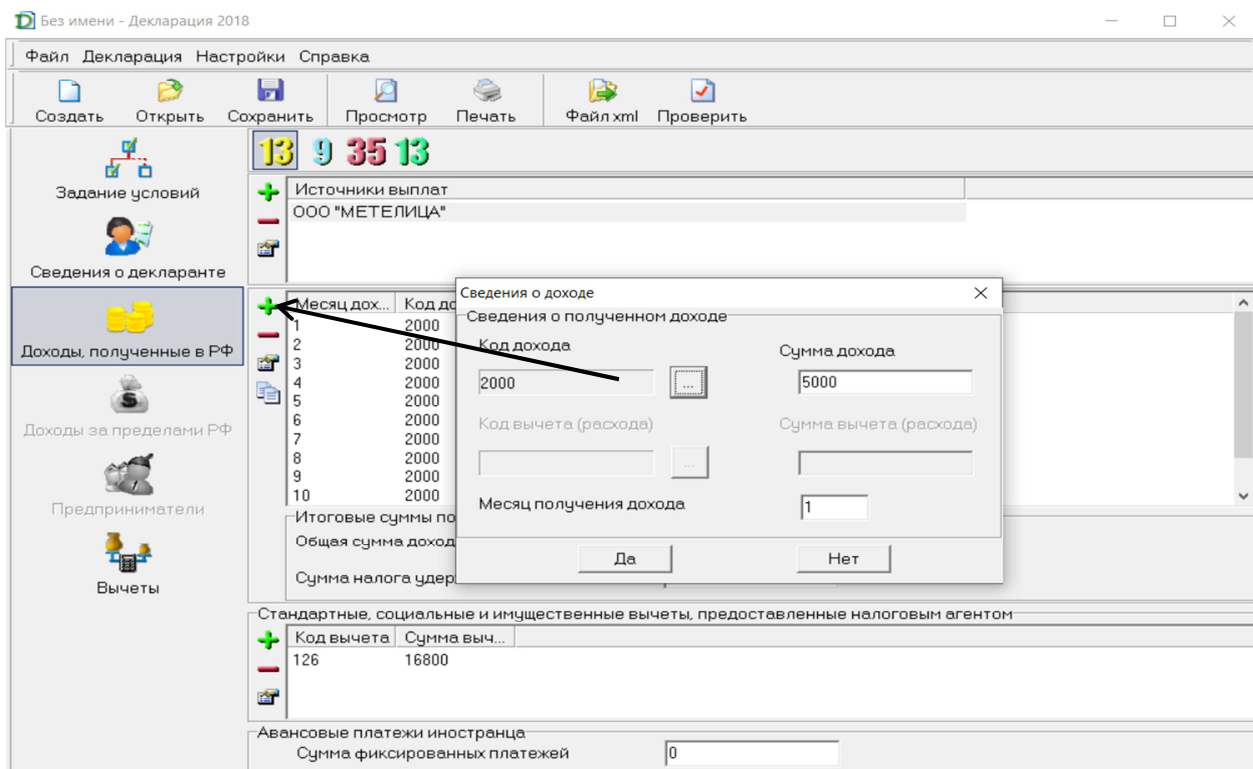 Без имени - Декларация 2018
Файл Декларация Настройки Справка
Создать Открыть Сохранить Просмотр Печать Файл xml Проверить
13 9 35 13
Задание условий
Сведения о декларанте
Доходы, полученные в РФ
Доходы за пределами РФ
Предприниматели
Вычеты
Источники выплат
ООО "МЕТЕЛИЦА"
Месяц дох... Код до
1 2000
2 2000
3 2000
4 2000
5 2000
6 2000
7 2000
8 2000
9 2000
10 2000
Итоговые суммы по
Общая сумма доход
Сумма налога удер
Сведения о доходе
Сведения о полученном доходе
Код дохода Сумма дохода
2000 ... 5000
Код вычета (расхода) Сумма вычета (расхода)
...
Месяц получения дохода 1
Да Нет
Стандартные, социальные и имущественные вычеты, предоставленные налоговым агентом
Код вычета Сумма выч...
126 16800
Авансовые платежи иностранца
Сумма фиксированных платежей 0